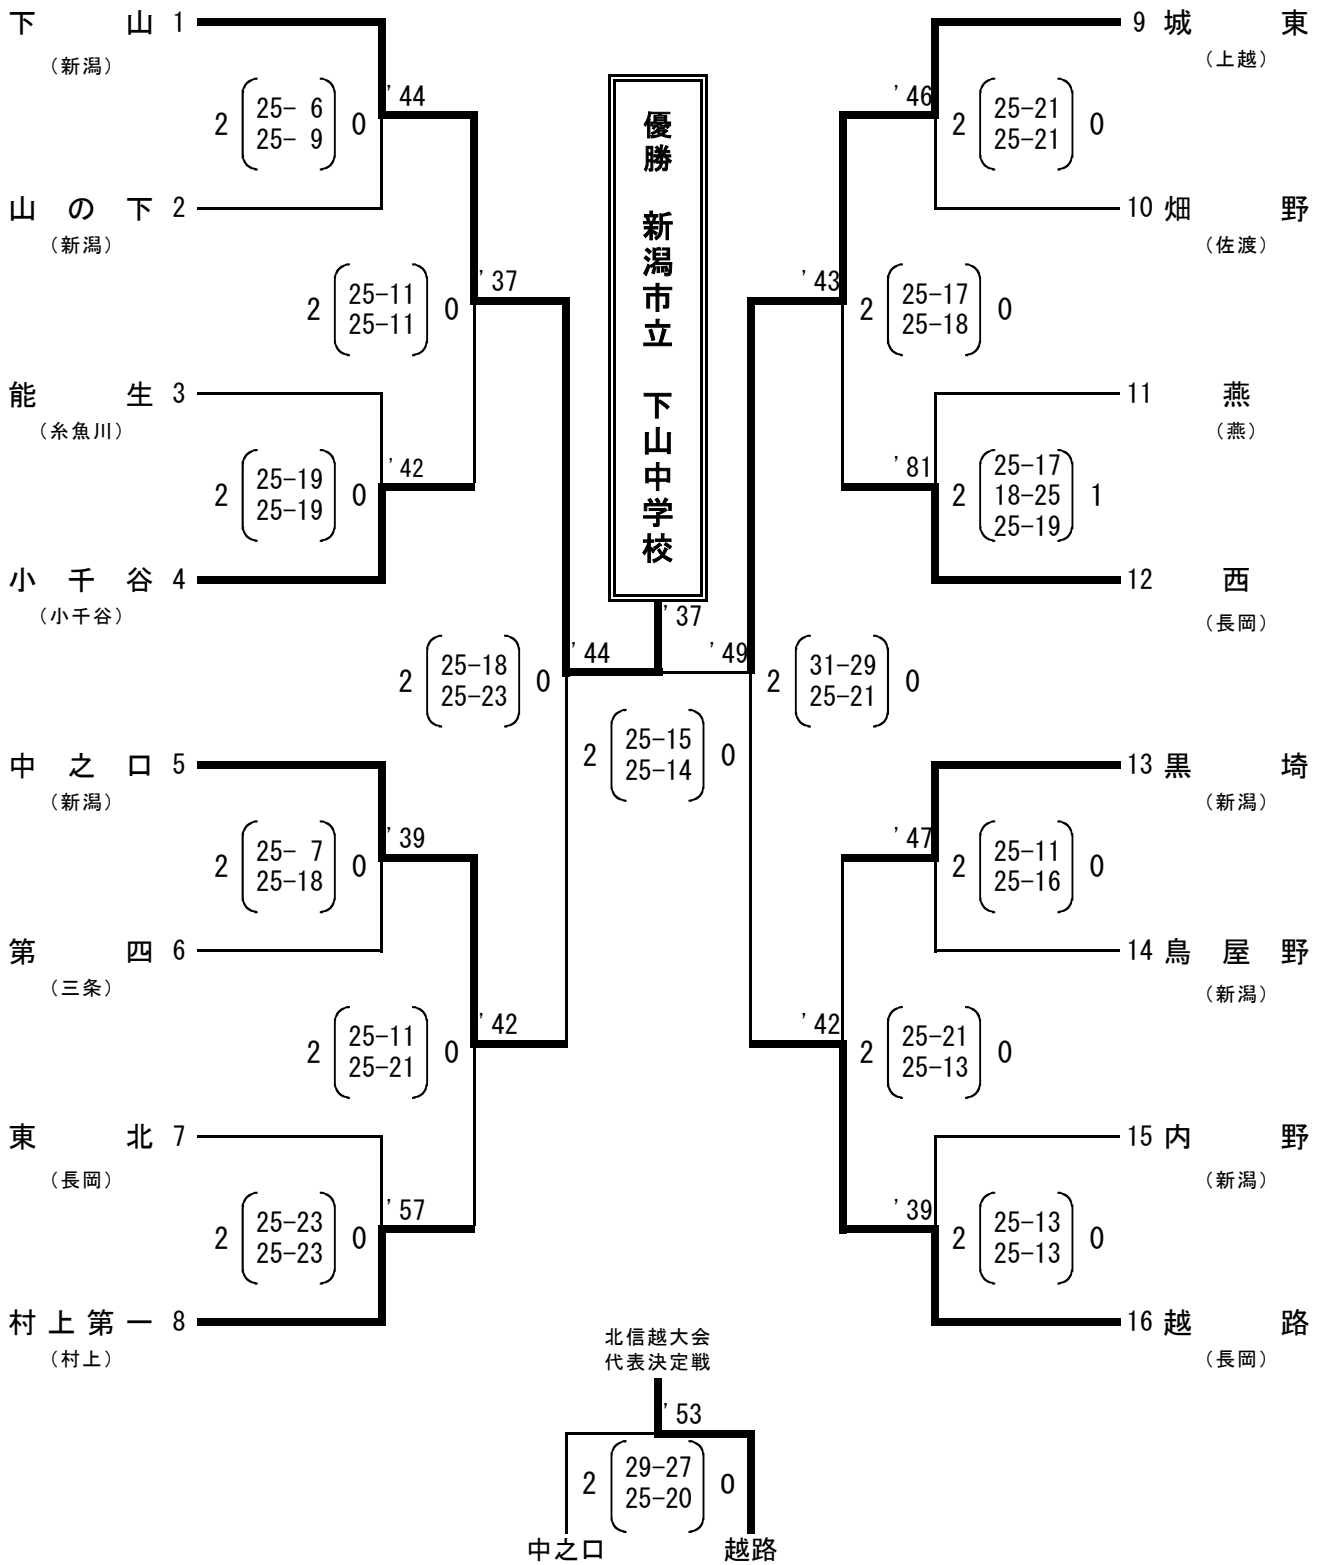 下山 1
（新潟）
'44
2 25- 6 0
25- 9
山の下 2
（新潟）
'37
2 25-11 0
25-11
能生 3
（糸魚川）
'42
2 25-19 0
25-19
小千谷 4
（小千谷）
'44
2 25-18 0
25-23
中之口 5
（新潟）
'39
2 25- 7 0
25-18
第四 6
（三条）
'42
2 25-11 0
25-21
東北 7
（長岡）
'57
2 25-23 0
25-23
村上第一 8
（村上）
優勝 新潟市立 下山中学校
'37
2 25-15 0
25-14
9 城東
（上越）
'46
2 25-21 0
25-21
10 畑野
（佐渡）
'43
2 25-17 0
25-18
11 燕
（燕）
'81
25-17
2 18-25 1
25-19
12 西
（長岡）
'49
2 31-29 0
25-21
13 黒埼
（新潟）
'47
2 25-11 0
25-16
14 鳥屋野
（新潟）
'42
2 25-21 0
25-13
15 内野
（新潟）
'39
2 25-13 0
25-13
16 越路
（長岡）
北信越大会
代表決定戦
'53
2 29-27 0
25-20
中之口 越路